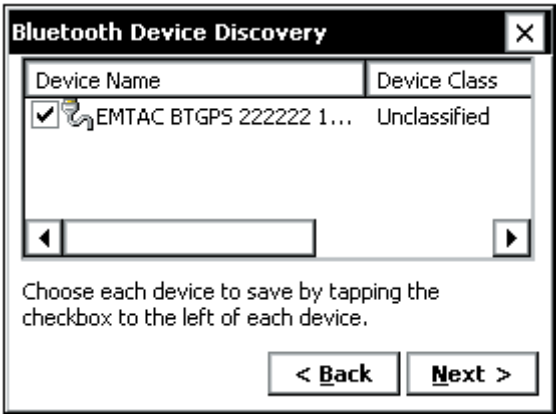 Bluetooth Device Discovery
Device Name Device Class
EMTAC BTGPS 222222 1... Unclassified
Choose each device to save by tapping the
checkbox to the left of each device.
< Back Next >